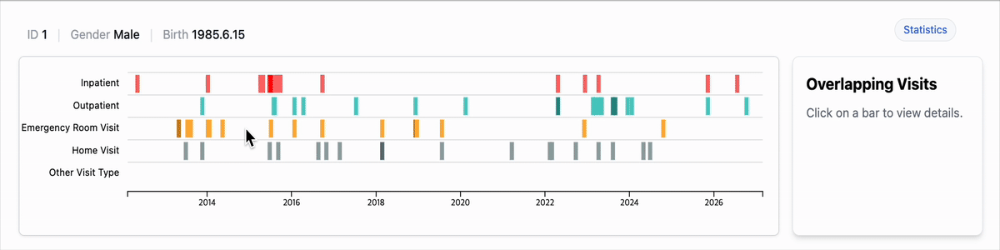 ID 1 Gender Male Birth 1985.6.15
Statistics
Inpatient
Outpatient
Emergency Room Visit
Home Visit
Other Visit Type
2014 2016 2018 2020 2022 2024 2026
Overlapping Visits
Click on a bar to view details.